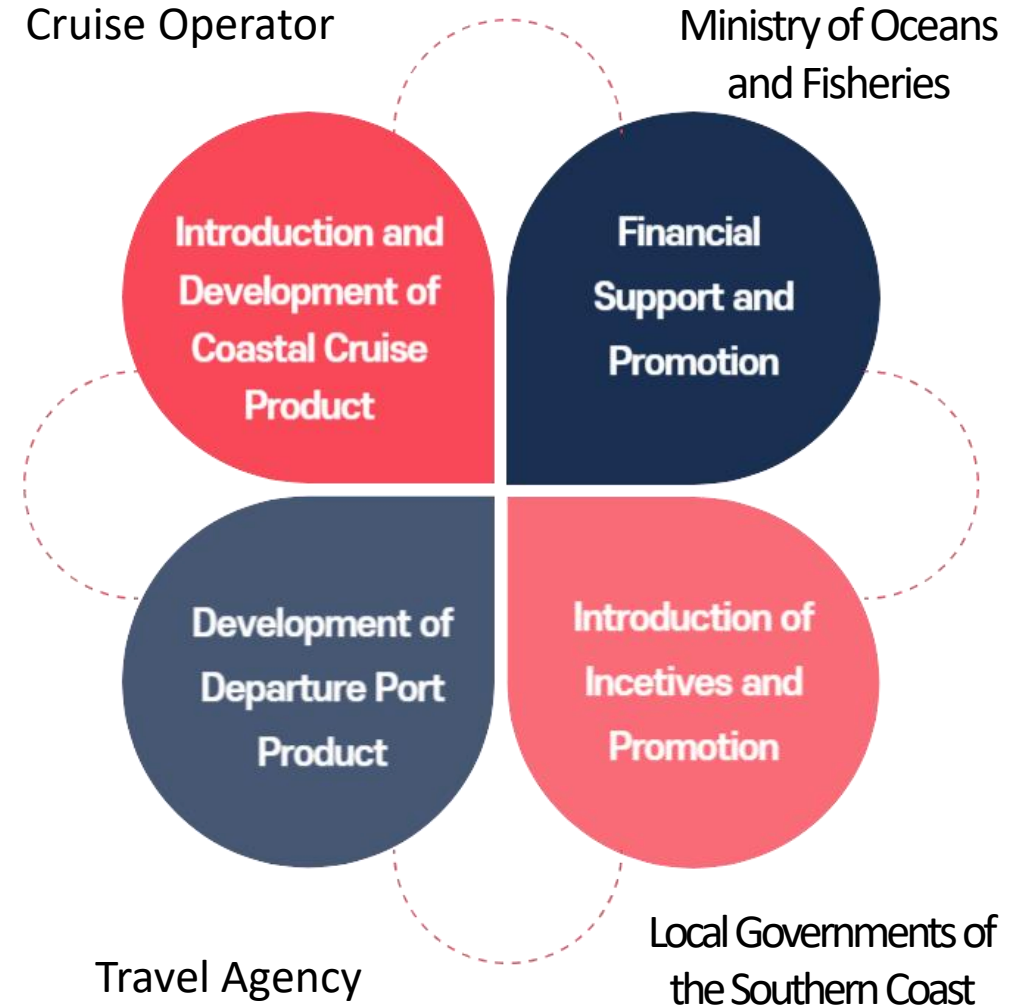 Cruise Operator
Ministry of Oceans
and Fisheries
Introduction and
Development of
Coastal Cruise
Product
Financial
Support and
Promotion
Development of
Departure Port
Product
Introduction of
Incetives and
Promotion
Travel Agency
Local Governments of
the Southern Coast